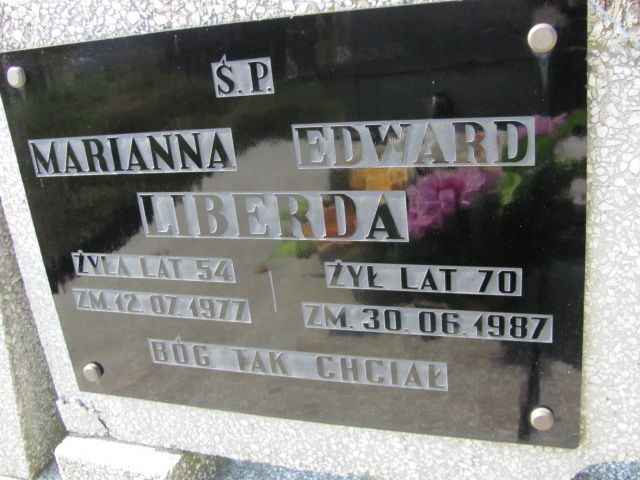 Ś.P.
MARIANNA EDWARD
LIBERDA
ŻYŁA LAT 54 ŻYŁ LAT 70
ZM. 12.07.1977 ZM. 30.06.1987
BÓG TAK CHCIAŁ